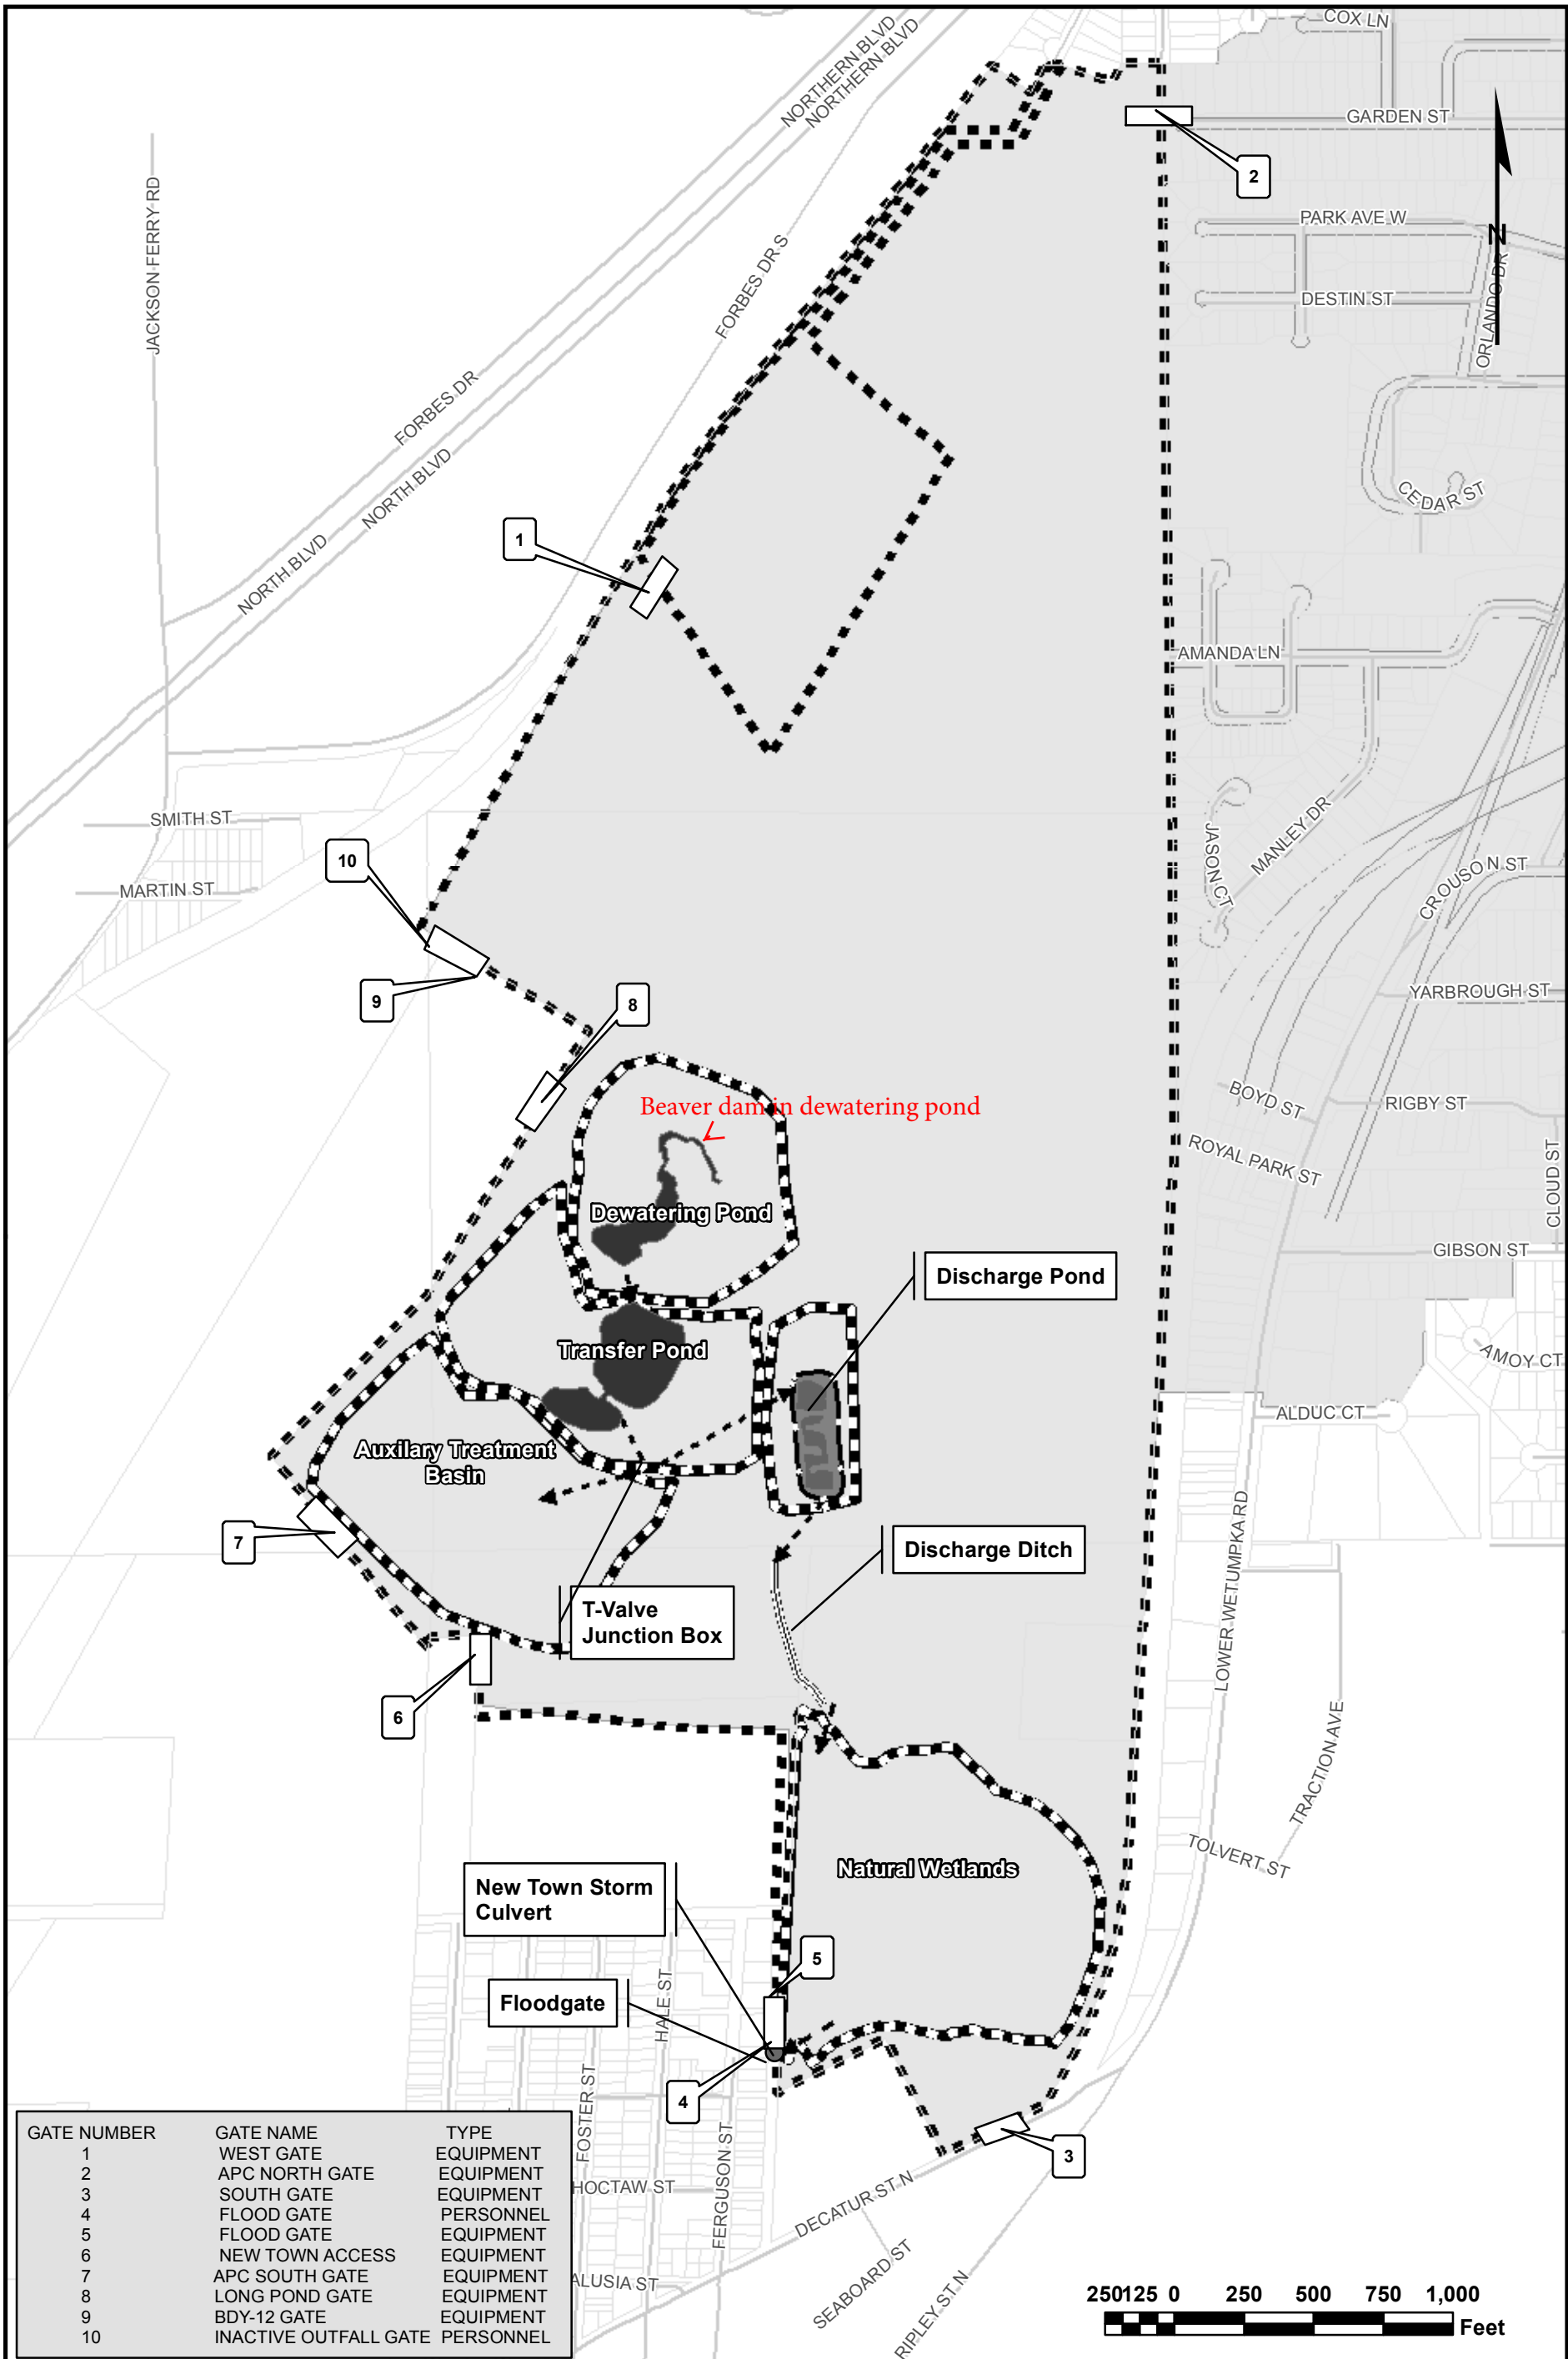 COX LN
NORTHERN BLVD
NORTHERN BLVD
GARDEN ST
2
JACKSON-FERRY RD
PARK AVE W
N
FORBES DR S
DESTIN ST
ORLANDO DR
FORBES DR
NORTH BLVD
CEDAR ST
1
NORTH BLVD
AMANDA LN
SMITH ST
MANLEY DR
JASON CT
10
MARTIN ST
CROUSON ST
9
8
YARBROUGH ST
Beaver dam in dewatering pond
BOYD ST
RIGBY ST
ROYAL PARK ST
CLOUD ST
Dewatering Pond
GIBSON ST
Discharge Pond
Transfer Pond
AMOY CT
ALDUC CT
Auxilary Treatment
Basin
7
Discharge Ditch
LOWER WETUMPKA RD
T-Valve
Junction Box
6
TRACTION AVE
TOLVERT ST
Natural Wetlands
New Town Storm
Culvert
5
Floodgate
HALE ST
4
FOSTER ST
FERGUSON ST
3
HOCTAW ST
DECATUR ST N
SEABOARD ST
RIPLEY ST N
ALUSIA ST
GATE NUMBER GATE NAME TYPE
1 WEST GATE EQUIPMENT
2 APC NORTH GATE EQUIPMENT
3 SOUTH GATE EQUIPMENT
4 FLOOD GATE PERSONNEL
5 FLOOD GATE EQUIPMENT
6 NEW TOWN ACCESS EQUIPMENT
7 APC SOUTH GATE EQUIPMENT
8 LONG POND GATE EQUIPMENT
9 BDY-12 GATE EQUIPMENT
10 INACTIVE OUTFALL GATE PERSONNEL
250 125 0 250 500 750 1,000
Feet